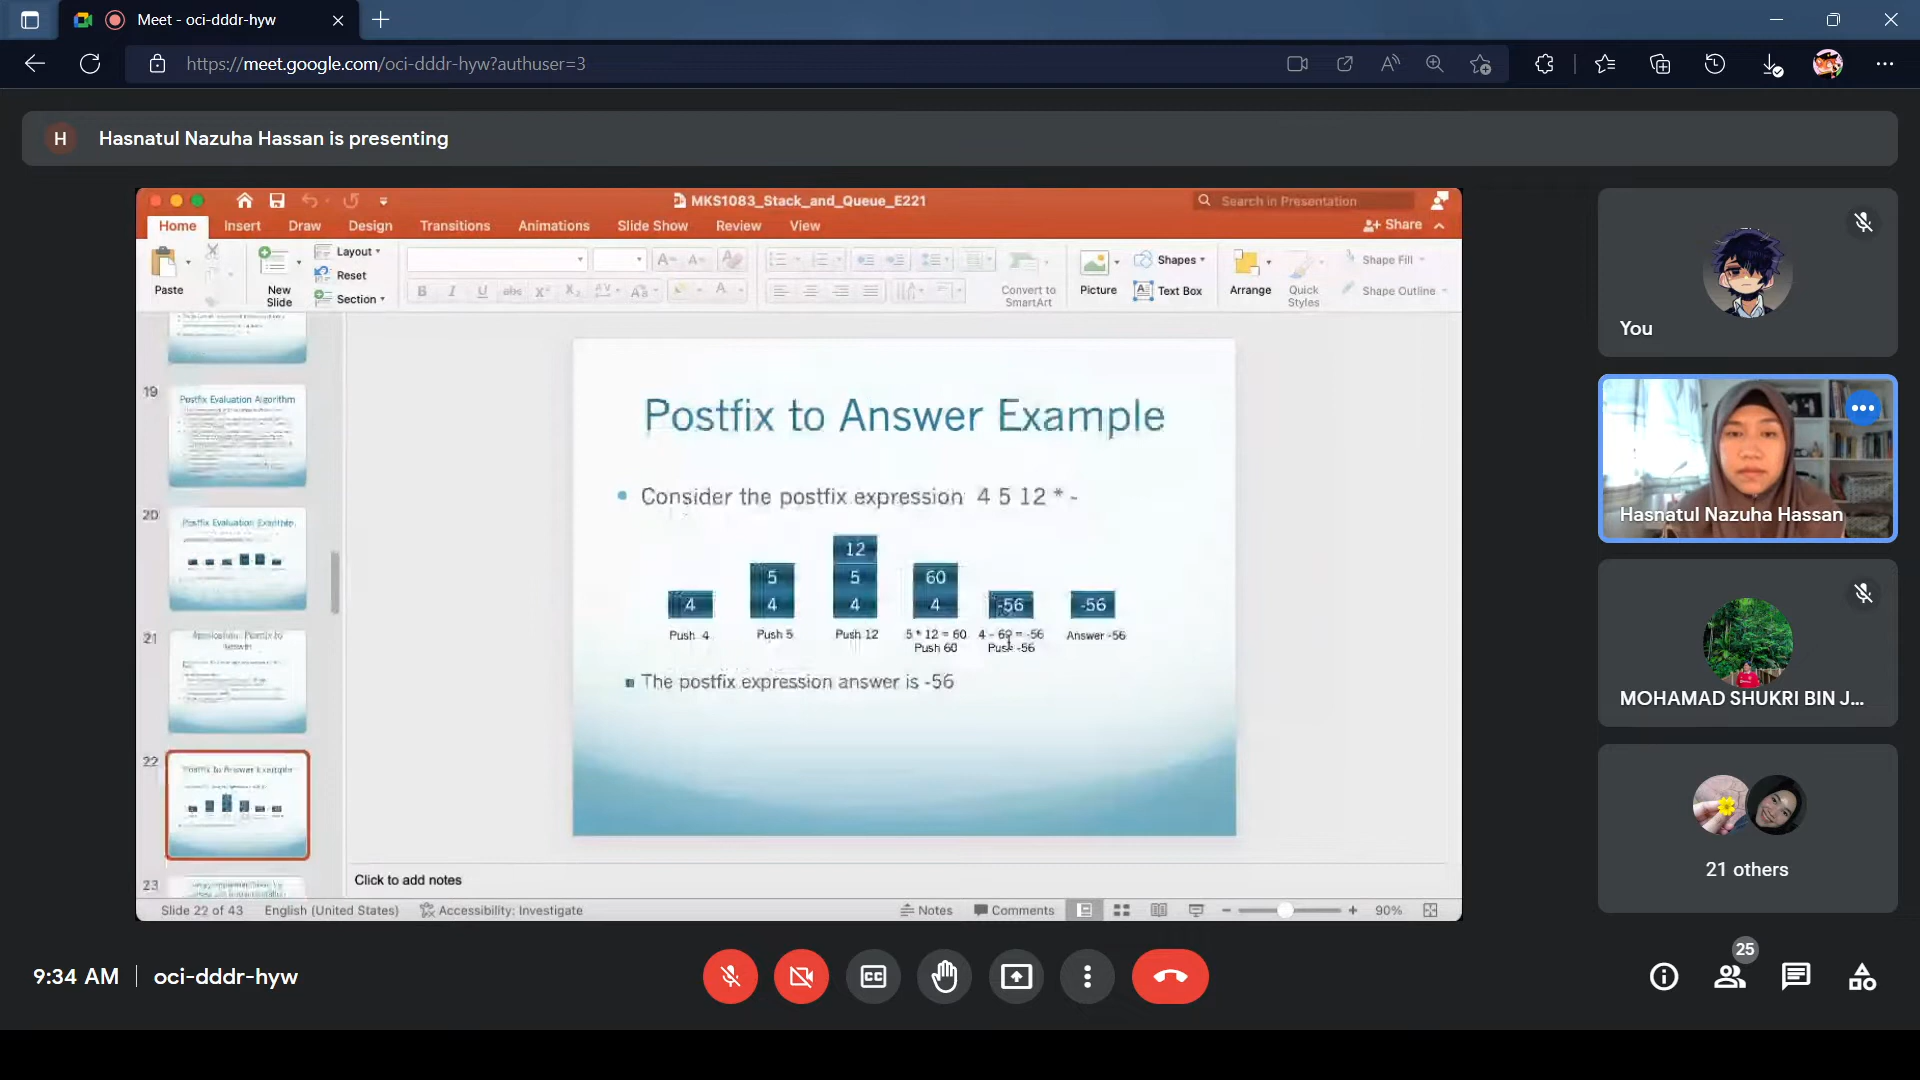 Meet - oci-dddr-hyw
https://meet.google.com/oci-dddr-hyw?authuser=3
H Hasnatul Nazuha Hassan is presenting
MKS1083_Stack_and_Queue_E221
Search in Presentation
Home Insert Draw Design Transitions Animations Slide Show Review View
Share
Paste
New Slide
Layout
Reset
Section
Convert to SmartArt
Picture
Shapes
Text Box
Arrange
Quick Styles
Shape Fill
Shape Outline
19
Postfix Evaluation Algorithm
20
Postfix Evaluation Example
21
22
Postfix to Answer Example
23
Postfix to Answer Example
Consider the postfix expression 4 5 12 * -
12
5 5 60
4 4 4 4 -56 -56
Push 4 Push 5 Push 12 5 * 12 = 60 4 - 60 = -56 Answer -56
Push 60 Push -56
The postfix expression answer is -56
Click to add notes
Slide 22 of 43 English (United States) Accessibility: Investigate Notes Comments 90%
You
Hasnatul Nazuha Hassan
MOHAMAD SHUKRI BIN J...
21 others
9:34 AM oci-dddr-hyw
25